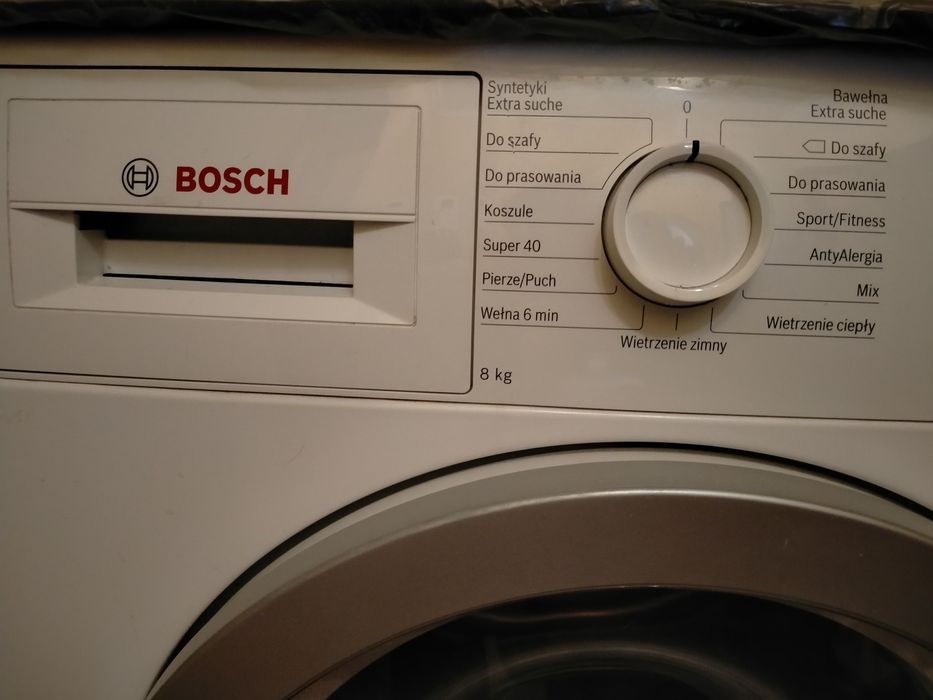 BOSCH
Syntetyki
Extra suche
Do szafy
Do prasowania
Koszule
Super 40
Pierze/Puch
Wełna 6 min
8 kg
0
Bawełna
Extra suche
Do szafy
Do prasowania
Sport/Fitness
AntyAlergia
Mix
Wietrzenie ciepły
Wietrzenie zimny